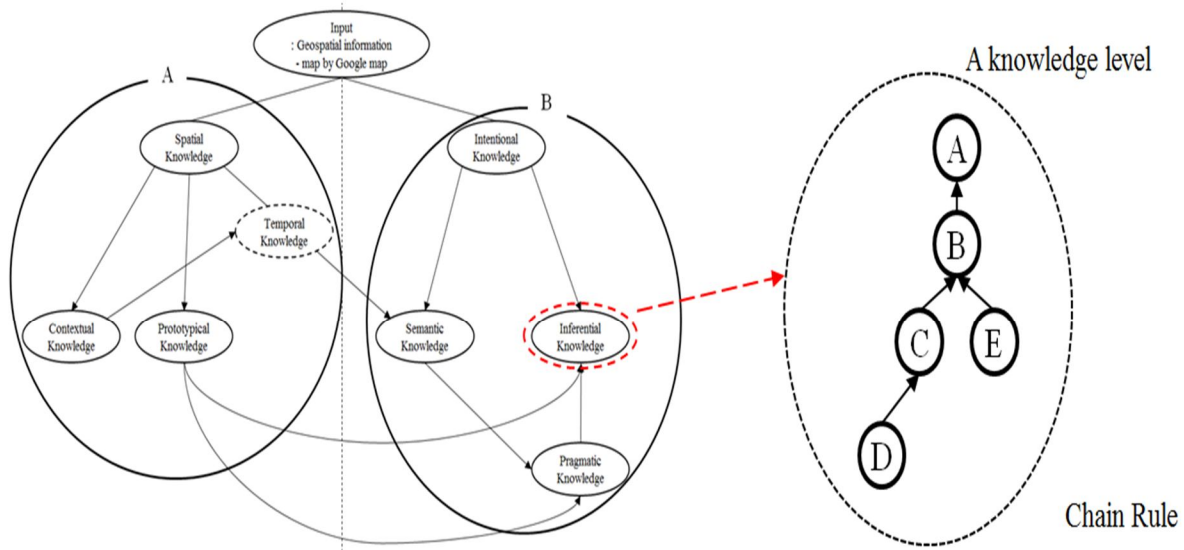 Input
: Geospatial information
- map by Google map
A
B
Spatial
Knowledge
Intentional
Knowledge
Temporal
Knowledge
Contextual
Knowledge
Prototypical
Knowledge
Semantic
Knowledge
Inferential
Knowledge
Pragmatic
Knowledge
A knowledge level
A
B
C
E
D
Chain Rule